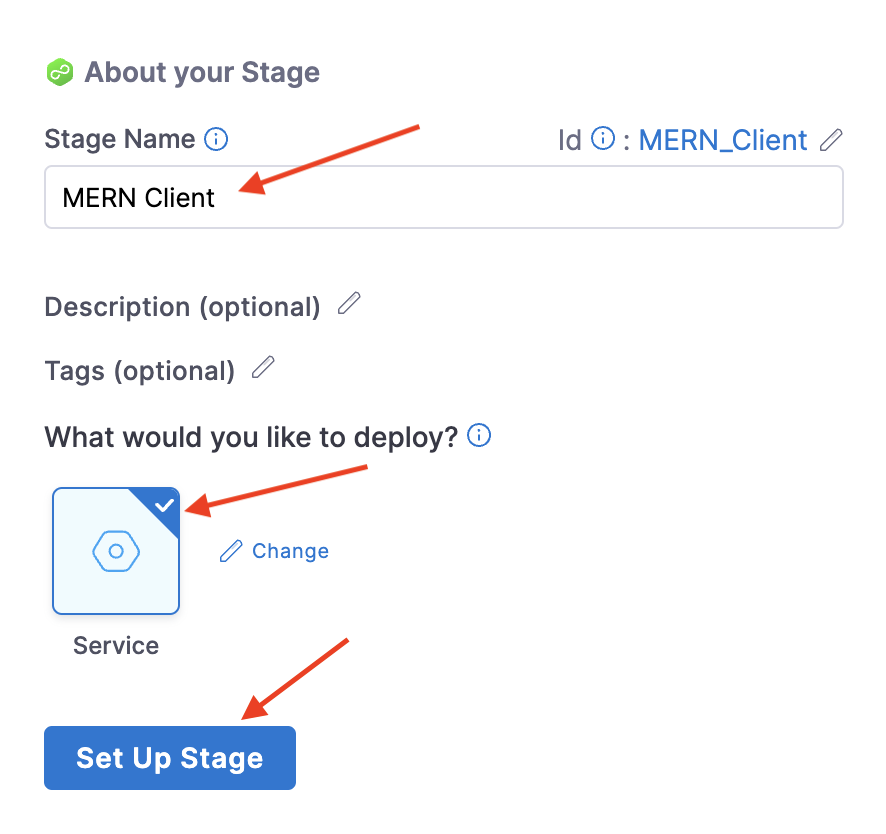 About your Stage
Stage Name
Id : MERN_Client
MERN Client
Description (optional)
Tags (optional)
What would you like to deploy?
Change
Service
Set Up Stage